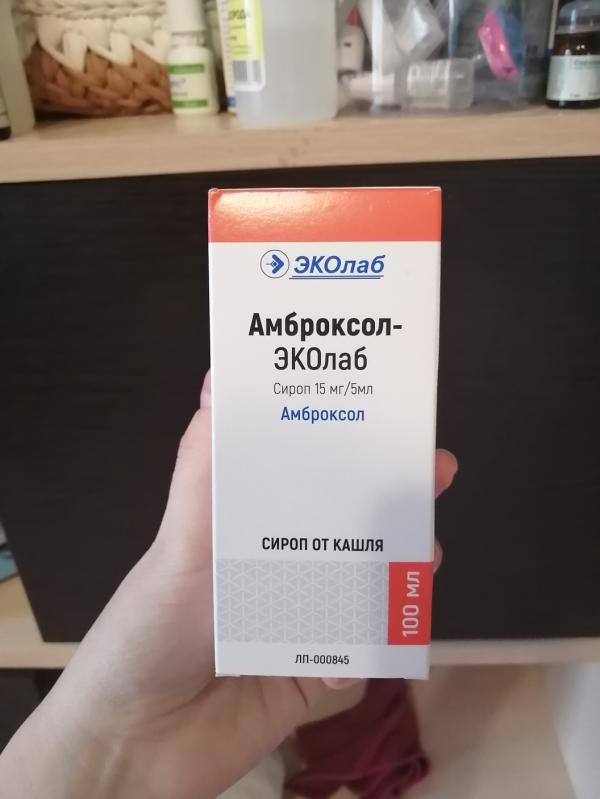 ЭКОлаб
Амброксол-
ЭКОлаб
Сироп 15 мг/5мл
Амброксол
СИРОП ОТ КАШЛЯ
100 мл
ЛП-000845